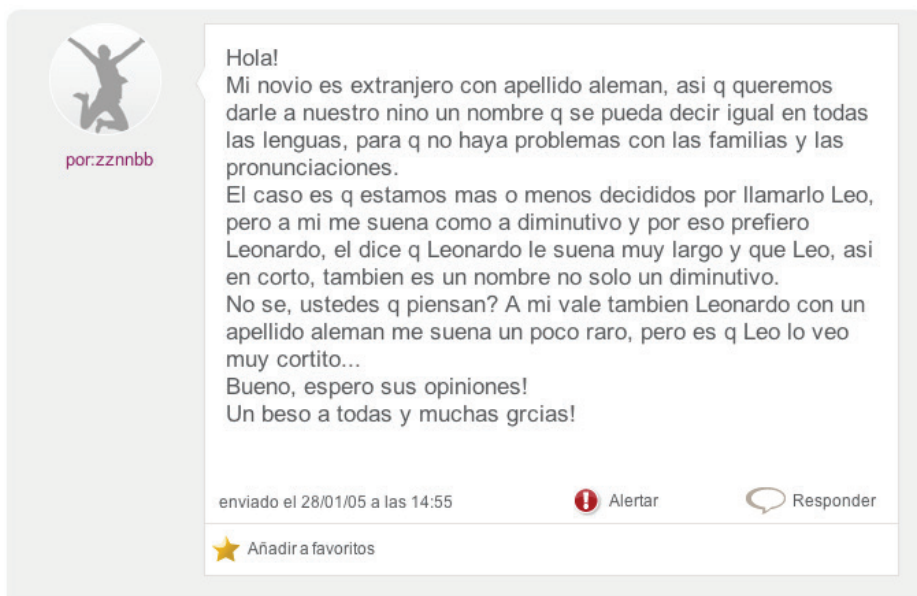 Hola!
Mi novio es extranjero con apellido aleman, asi q queremos
darle a nuestro nino un nombre q se pueda decir igual en todas
las lenguas, para q no haya problemas con las familias y las
pronunciaciones.
El caso es q estamos mas o menos decididos por llamarlo Leo,
pero a mi me suena como a diminutivo y por eso prefiero
Leonardo, el dice q Leonardo le suena muy largo y que Leo, asi
en corto, tambien es un nombre no solo un diminutivo.
No se, ustedes q piensan? A mi vale tambien Leonardo con un
apellido aleman me suena un poco raro, pero es q Leo lo veo
muy cortito...
Bueno, espero sus opiniones!
Un beso a todas y muchas grcias!
por:zznnbb
enviado el 28/01/05 a las 14:55
Alertar
Responder
Añadir a favoritos